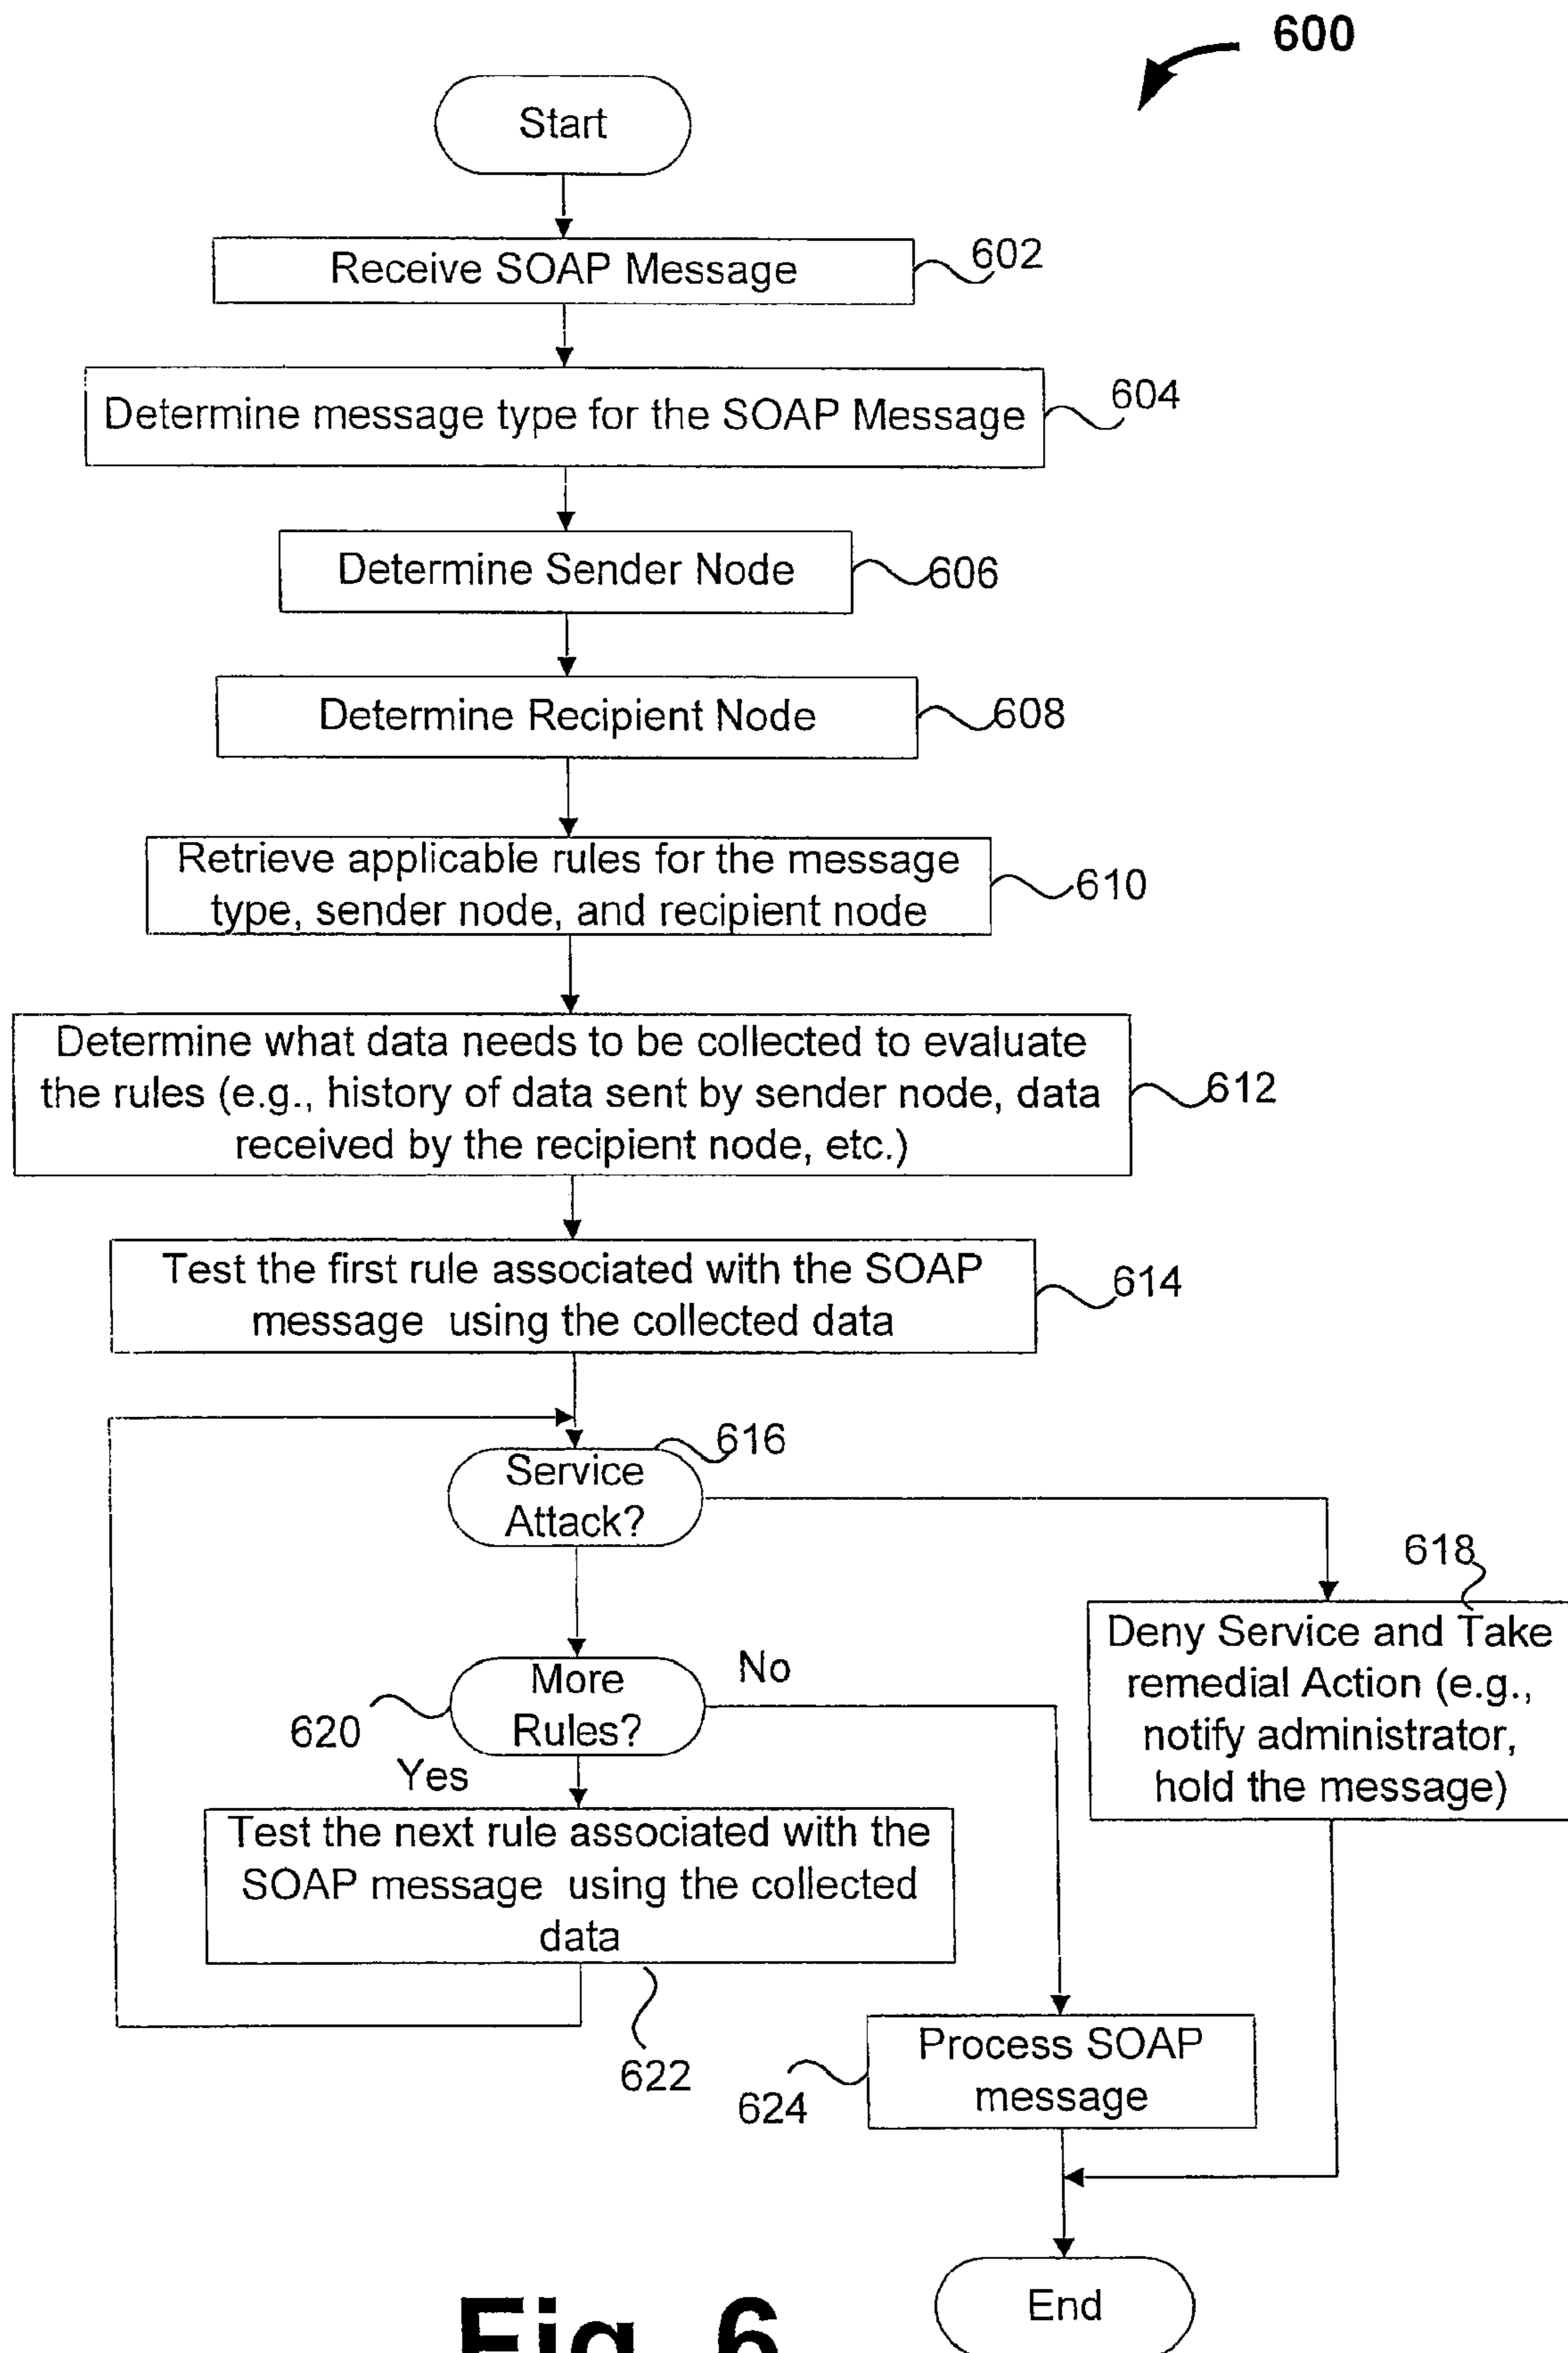 600
Start
Receive SOAP Message
602
Determine message type for the SOAP Message
604
Determine Sender Node
606
Determine Recipient Node
608
Retrieve applicable rules for the message
type, sender node, and recipient node
610
Determine what data needs to be collected to evaluate
the rules (e.g., history of data sent by sender node, data
received by the recipient node, etc.)
612
Test the first rule associated with the SOAP
message using the collected data
614
616
Service
Attack?
618
Deny Service and Take
remedial Action (e.g.,
notify administrator,
hold the message)
More
Rules?
No
620
Yes
Test the next rule associated with the
SOAP message using the collected
data
622
Process SOAP
message
624
End
Fig. 6